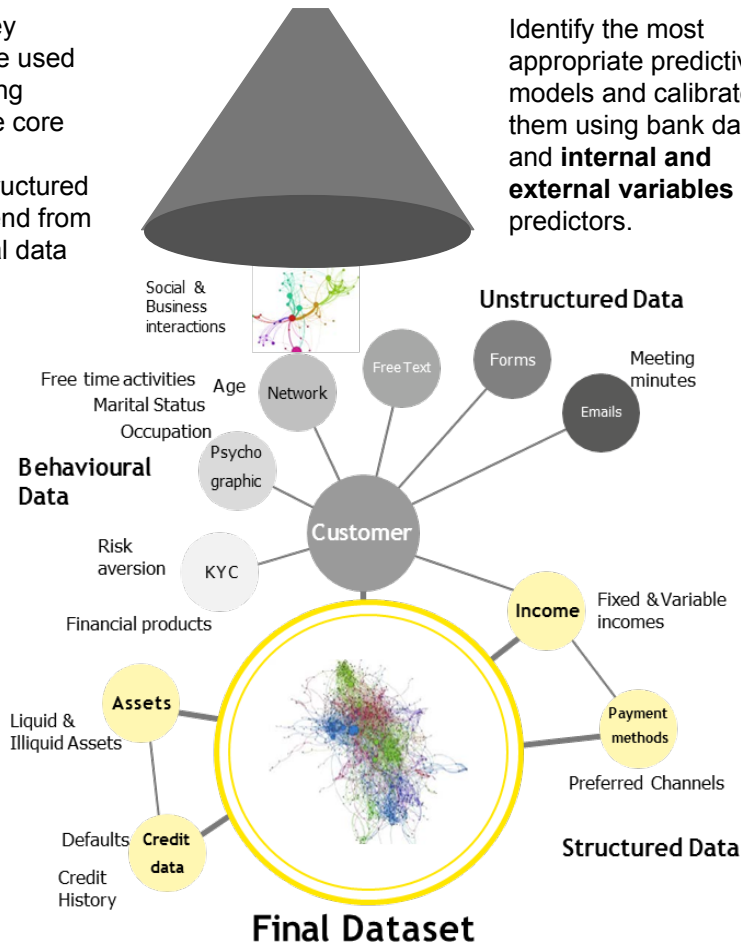 ey
e used
ng
e core
ructured
end from
al data
Identify the most
appropriate predictiv
models and calibrate
them using bank da
and internal and
external variables
predictors.
Social &
Business
interactions
Unstructured Data
Free Text
Forms
Meeting
minutes
Emails
Free time activities
Age
Network
Marital Status
Occupation
Psycho
graphic
Behavioural
Data
Customer
Risk
aversion
KYC
Financial products
Income
Fixed & Variable
incomes
Assets
Liquid &
Illiquid Assets
Payment
methods
Preferred Channels
Defaults
Credit
data
Credit
History
Structured Data
Final Dataset